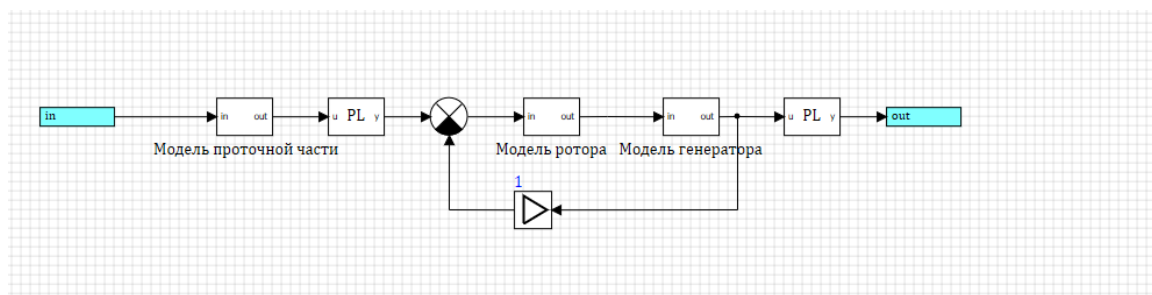 in
in out
u PL y
in out
in out
u PL y
out
Модель проточной части
Модель ротора
Модель генератора
1